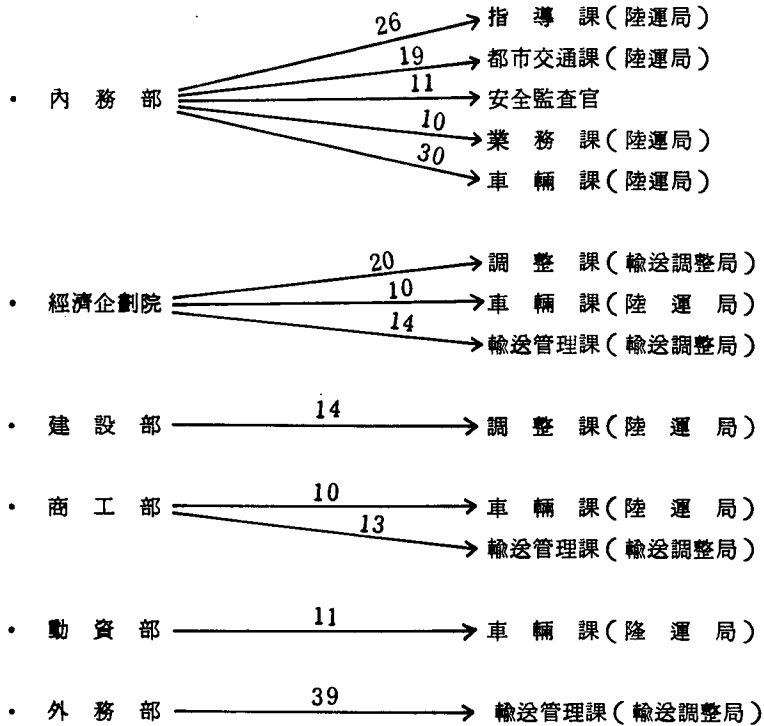 26 指導課(陸運局)
19 都市交通課(陸運局)
• 內務部 11 安全監査官
10 業務課(陸運局)
30 車輛課(陸運局)
20 調整課(輸送調整局)
• 經濟企劃院 10 車輛課(陸運局)
14 輸送管理課(輸送調整局)
• 建設部 14 調整課(陸運局)
• 商工部 10 車輛課(陸運局)
13 輸送管理課(輸送調整局)
• 動資部 11 車輛課(隆運局)
• 外務部 39 輸送管理課(輸送調整局)